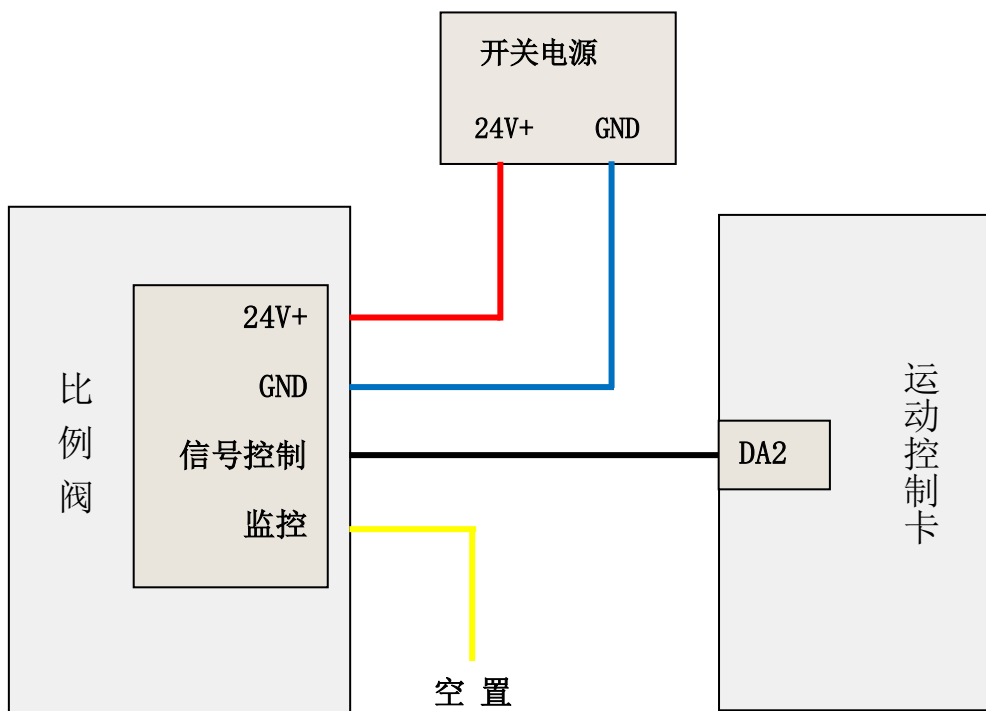 开关电源
24V+ GND
比例阀
24V+
GND
信号控制
监控
空 置
DA2
运动控制卡